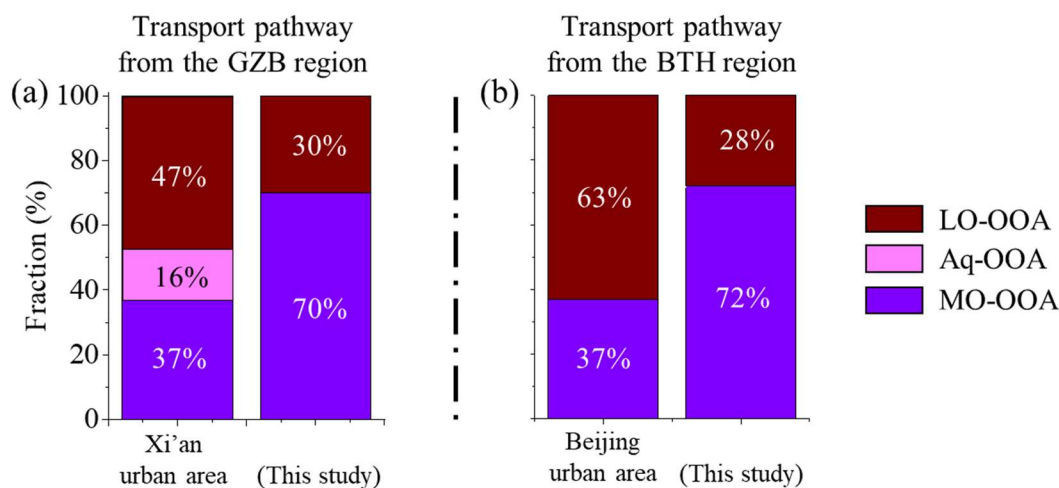 Transport pathway
from the GZB region
Transport pathway
from the BTH region
(a)
(b)
Fraction (%)
100
80
60
40
20
0
47%
16%
37%
30%
70%
63%
37%
28%
72%
Xi'an
urban area
(This study)
Beijing
urban area
(This study)
LO-OOA
Aq-OOA
MO-OOA